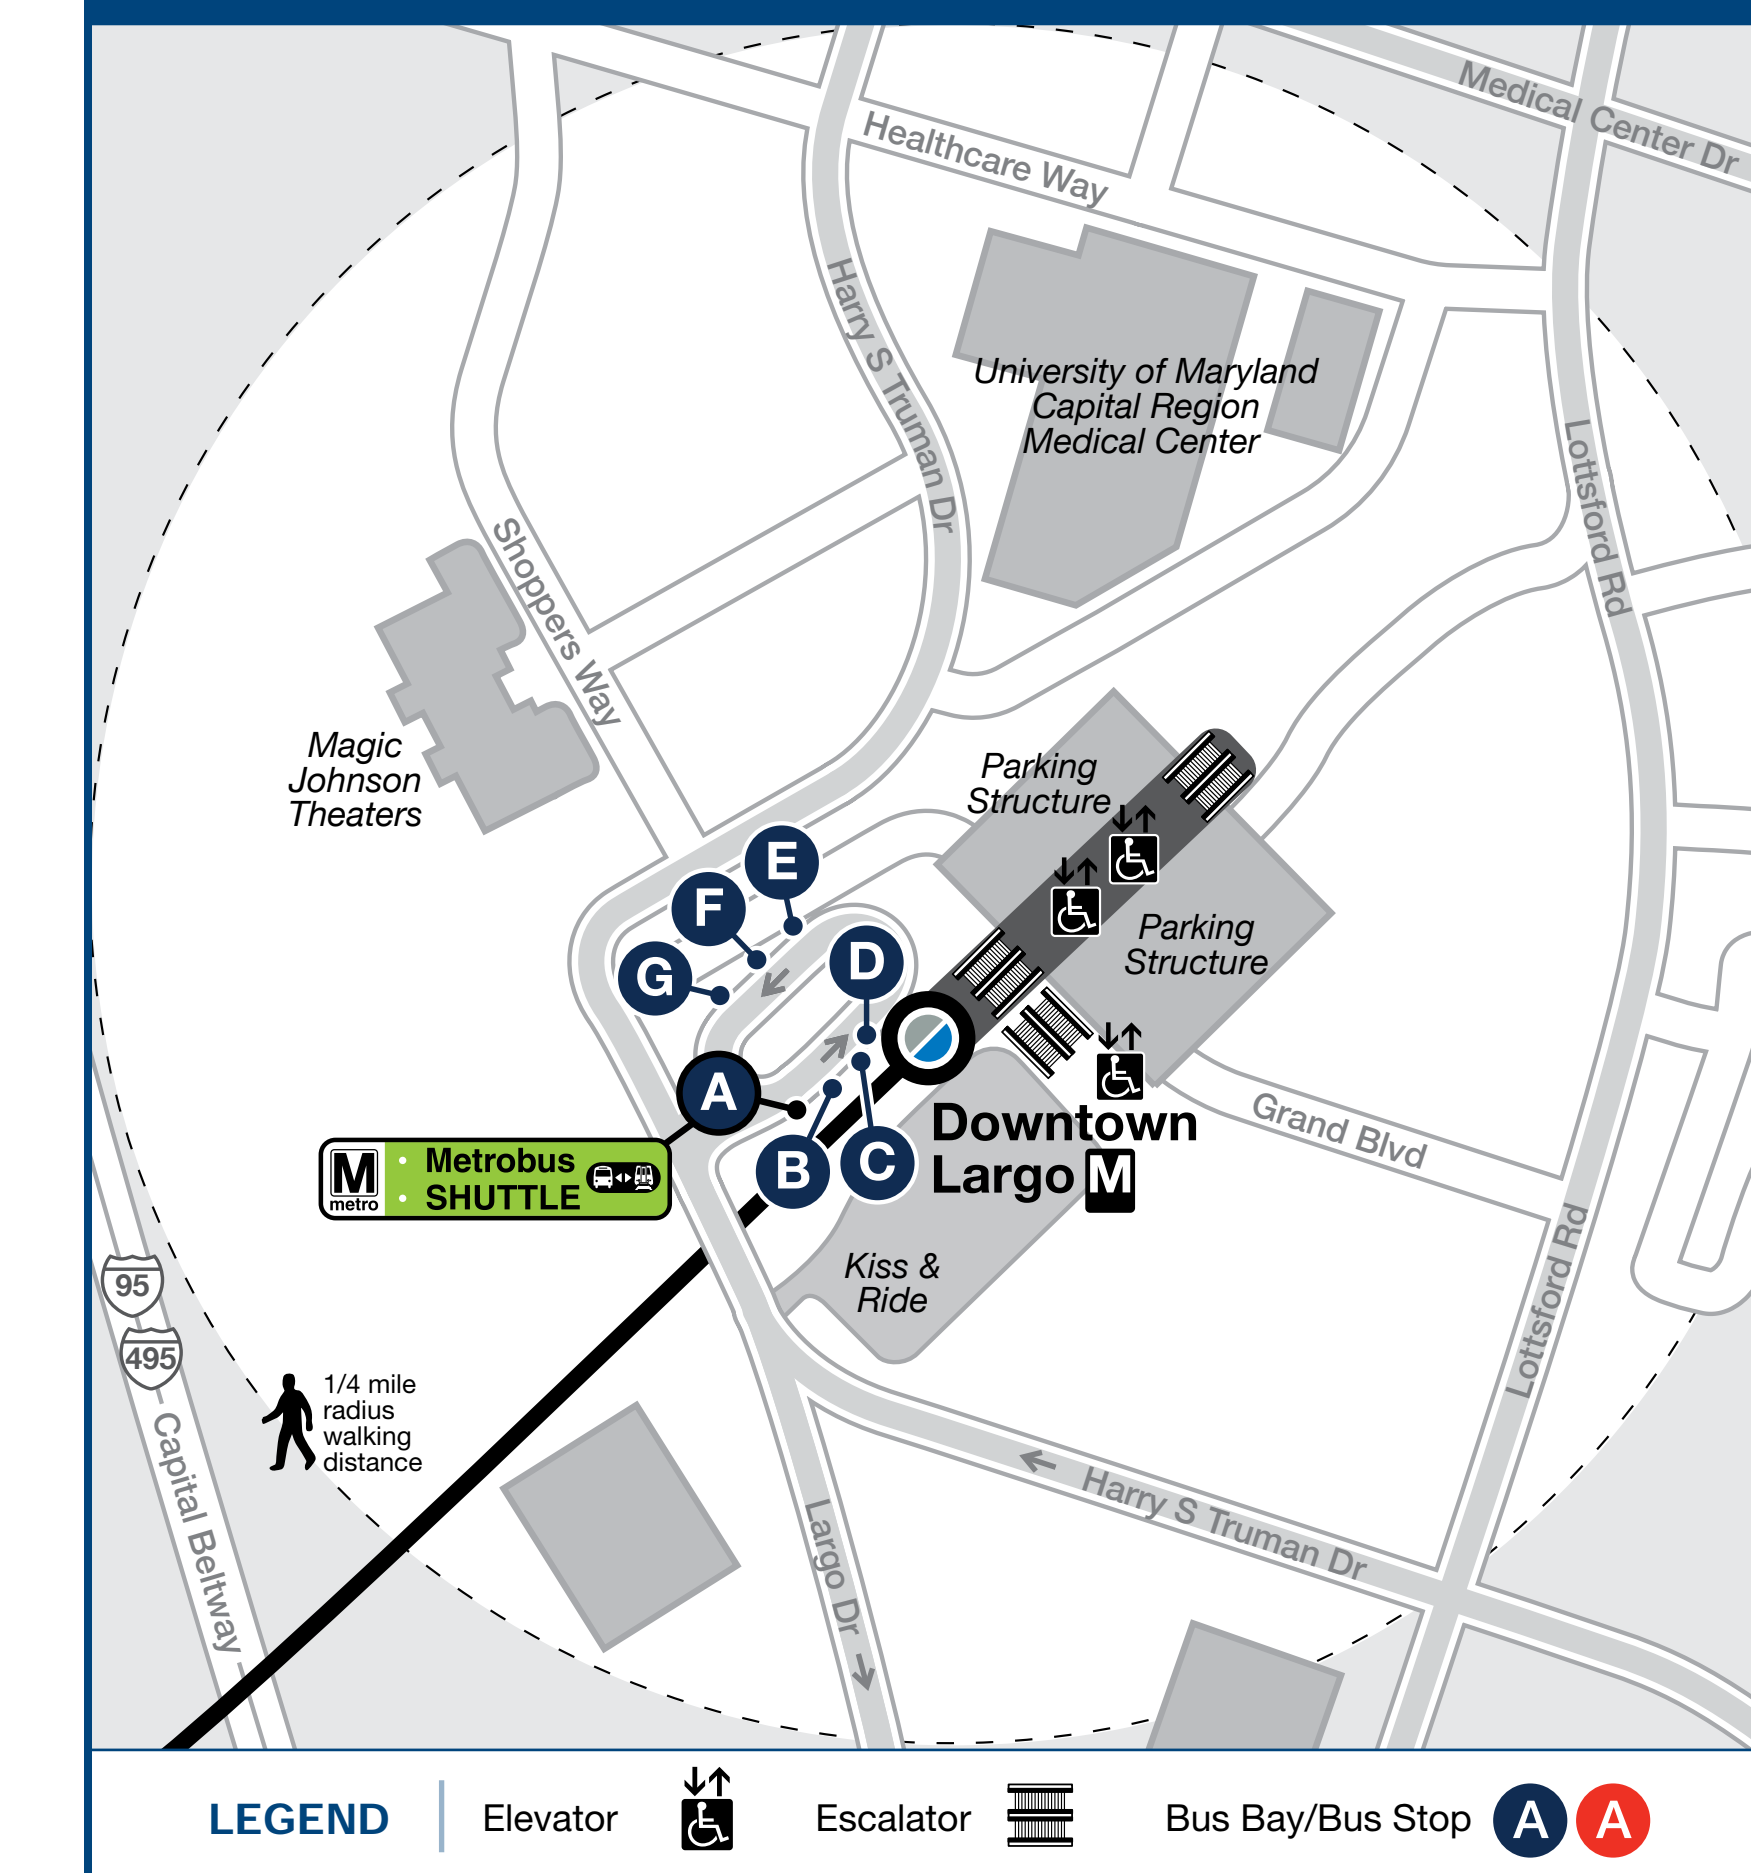 Medical Center Dr
Healthcare Way
Harry S Truman Dr
University of Maryland
Capital Region
Medical Center
Lottsford Rd
Shoppers Way
Magic
Johnson
Theaters
Parking
Structure
E
F
G
D
Parking
Structure
A
B
C
Downtown
Largo M
Grand Blvd
M
metro
• Metrobus
• SHUTTLE
Kiss &
Ride
Lottsford Rd
95
495
1/4 mile
radius
walking
distance
Capital Beltway
Largo Dr
Harry S Truman Dr
LEGEND
Elevator
Escalator
Bus Bay/Bus Stop A A